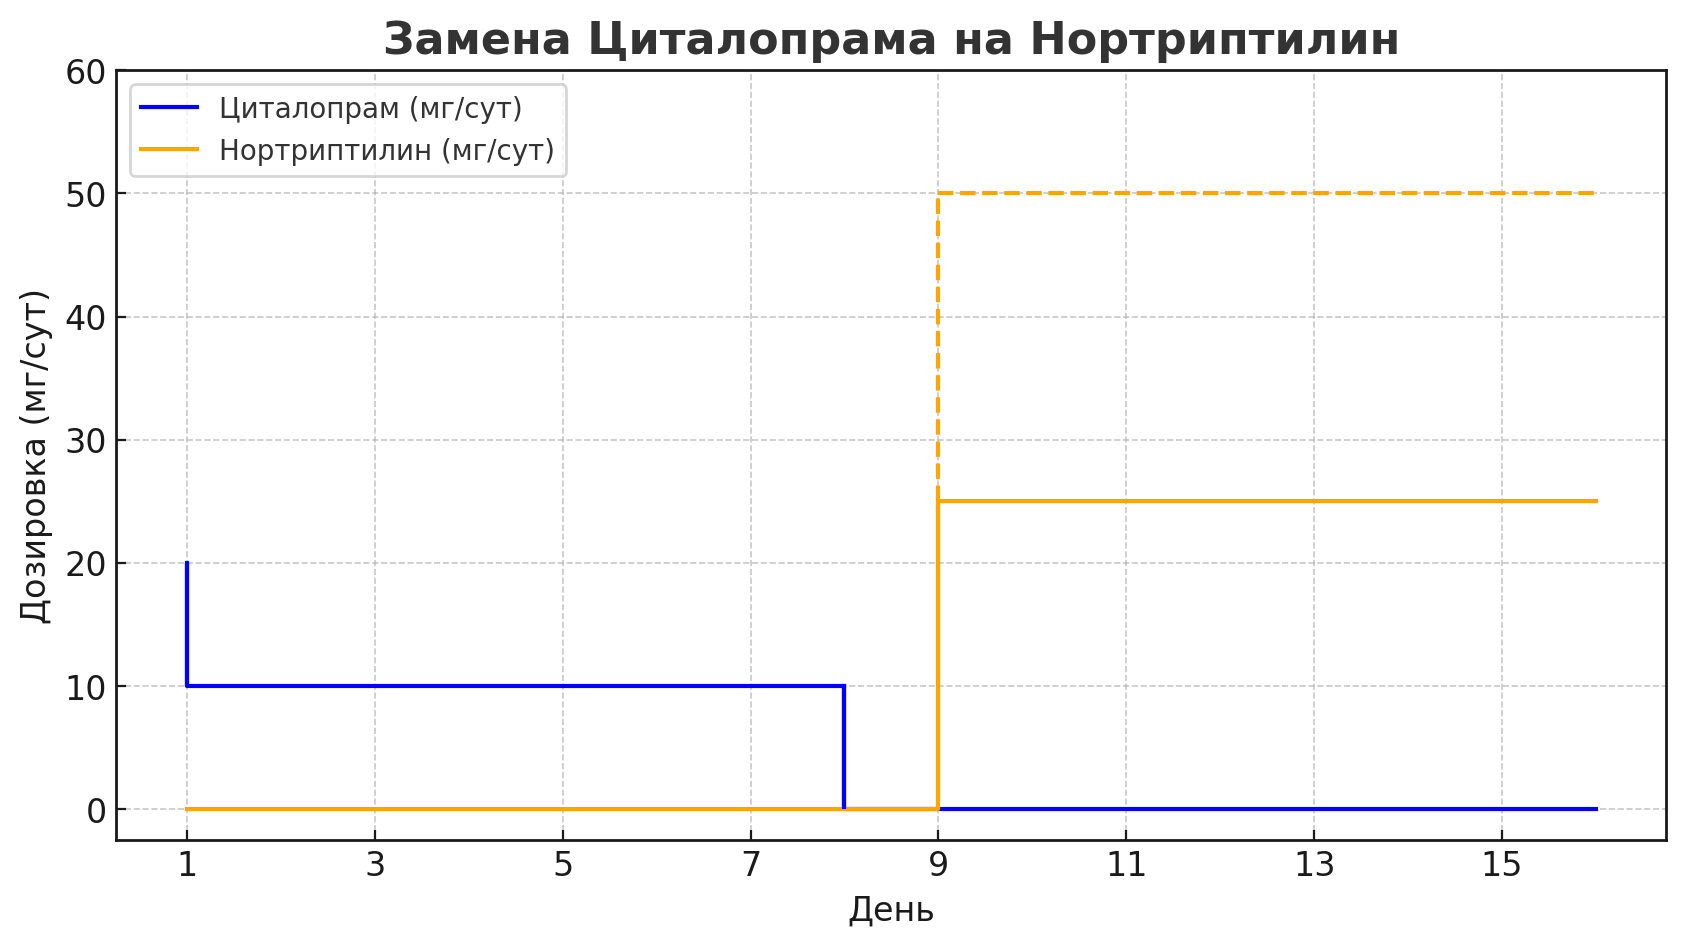 Замена Циталопрама на Нортриптилин
Циталопрам (мг/сут)
Нортриптилин (мг/сут)
Дозировка (мг/сут)
60
50
40
30
20
10
0
1 3 5 7 9 11 13 15
День